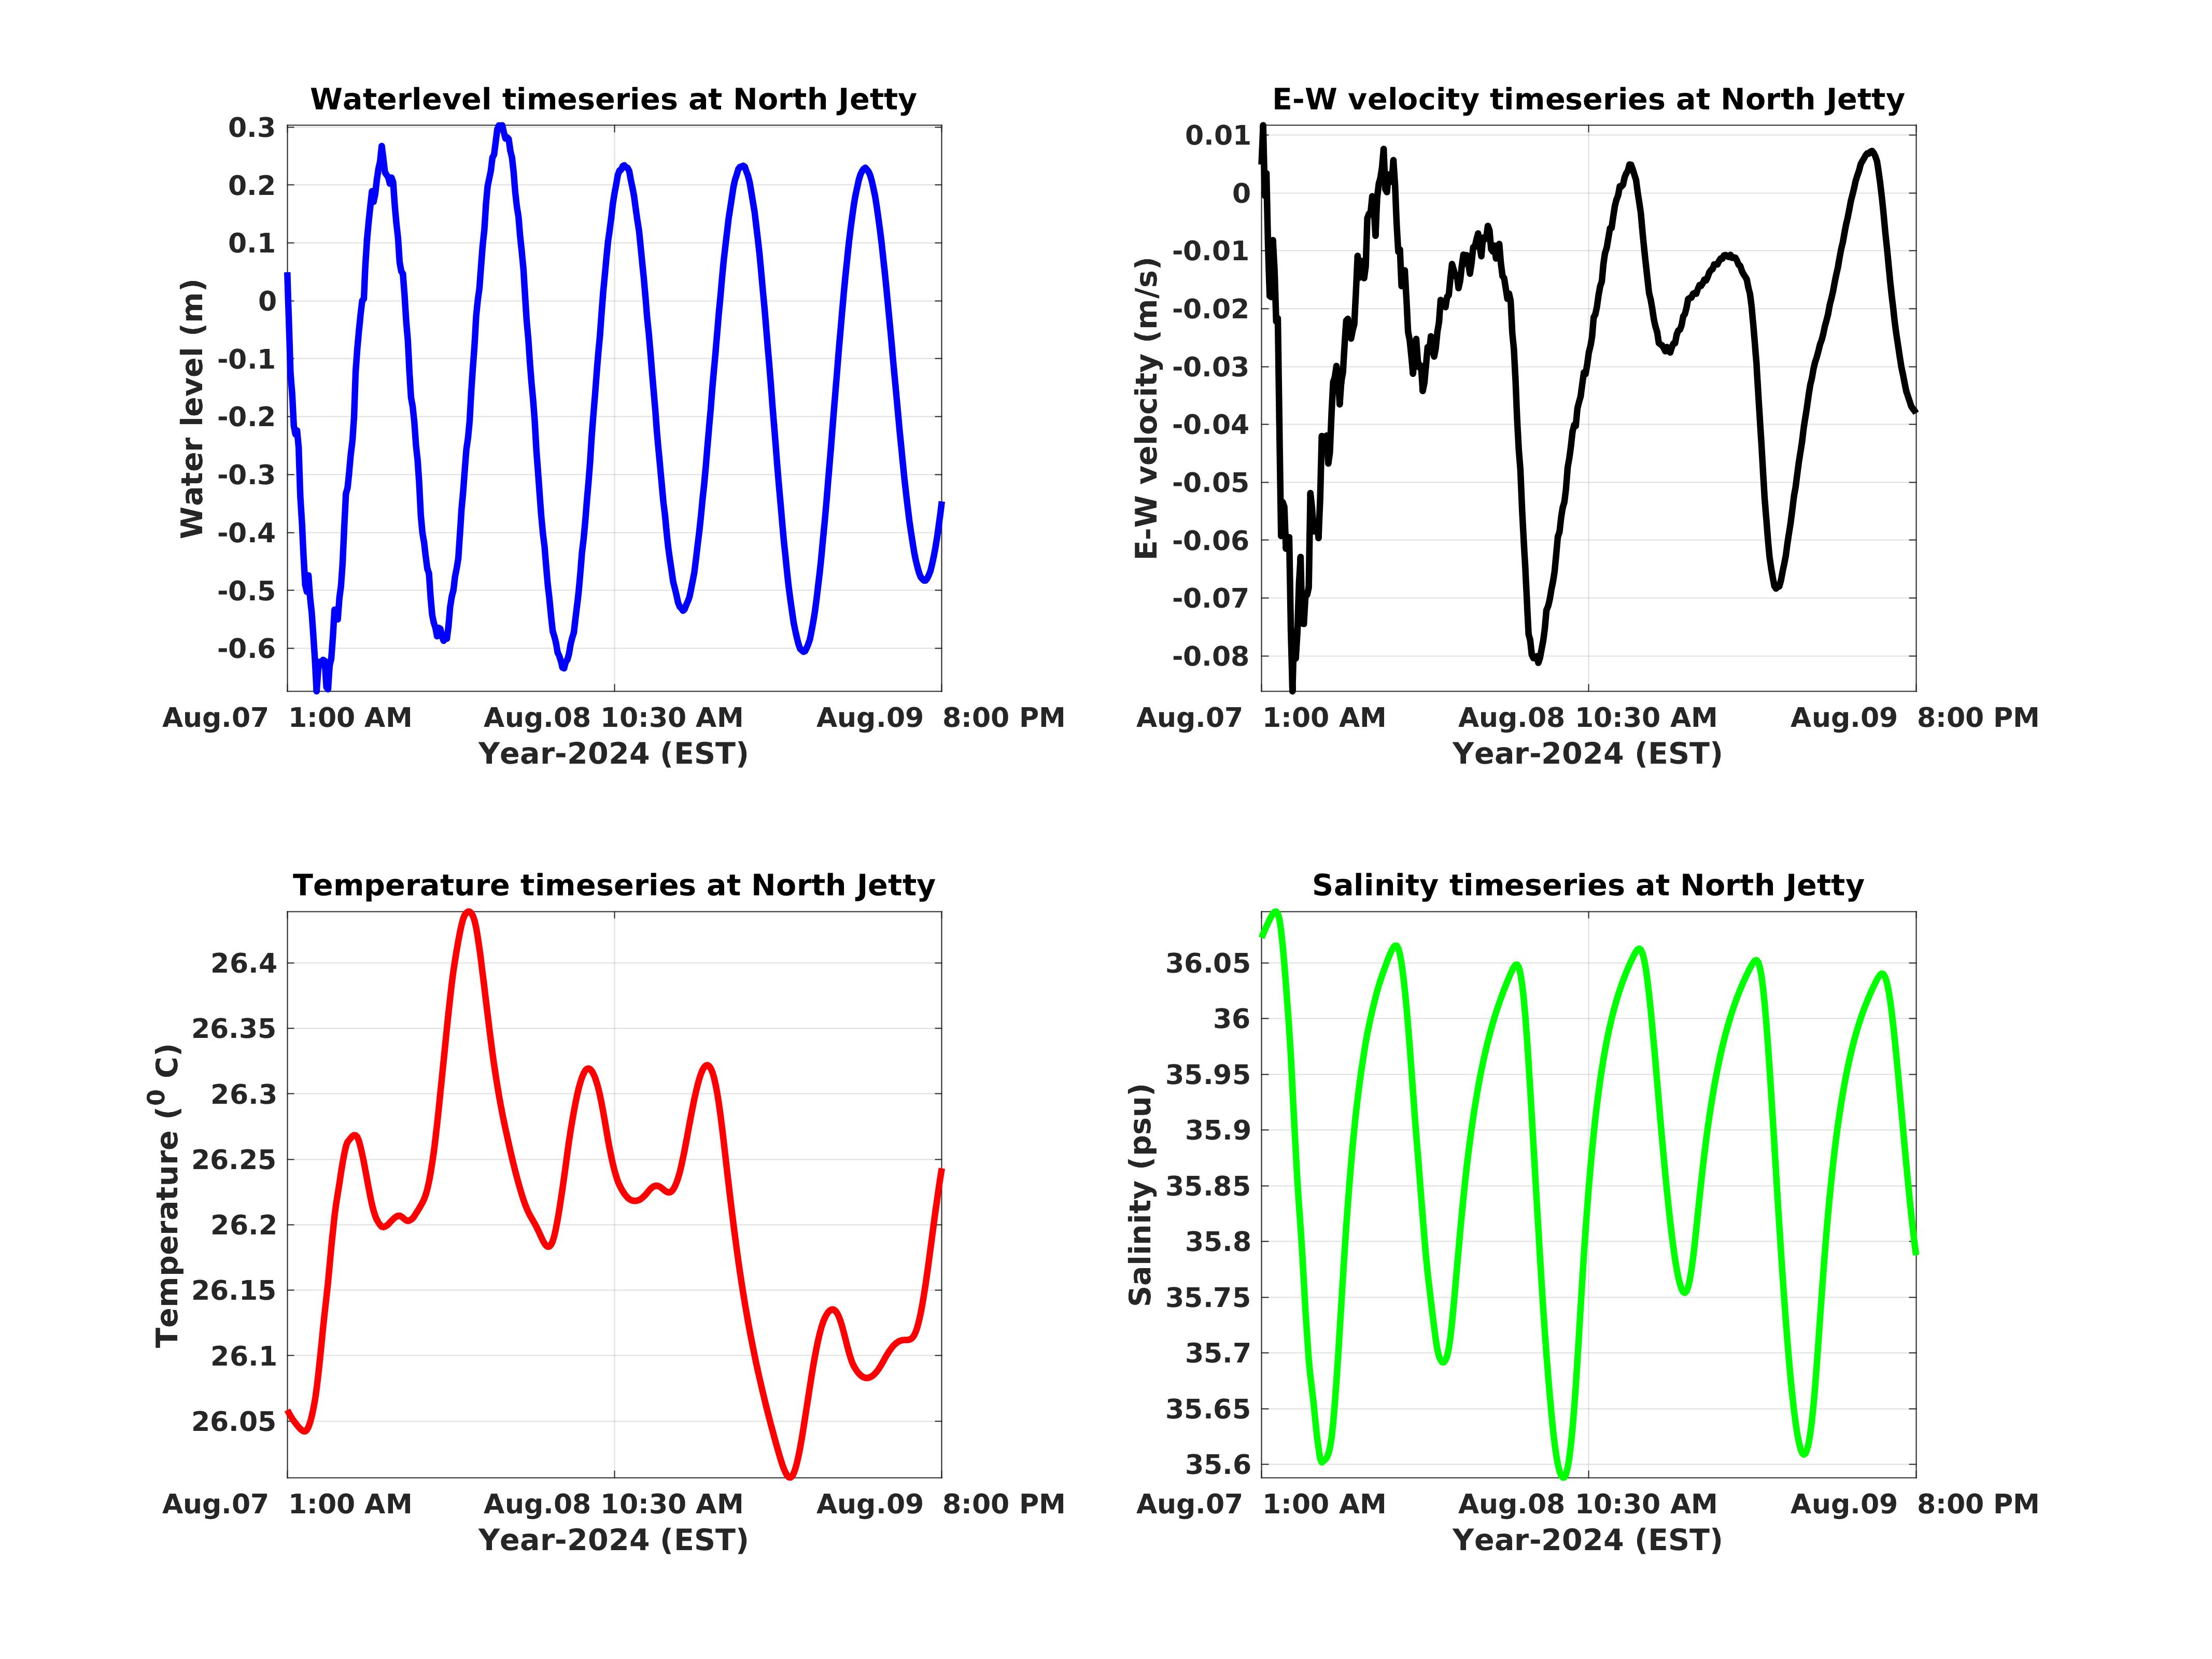 Waterlevel timeseries at North Jetty
0.3
0.2
0.1
0
-0.1
-0.2
-0.3
-0.4
-0.5
-0.6
Water level (m)
Aug.07 1:00 AM Aug.08 10:30 AM Aug.09 8:00 PM
Year-2024 (EST)
E-W velocity timeseries at North Jetty
0.01
0
-0.01
-0.02
-0.03
-0.04
-0.05
-0.06
-0.07
-0.08
E-W velocity (m/s)
Aug.07 1:00 AM Aug.08 10:30 AM Aug.09 8:00 PM
Year-2024 (EST)
Temperature timeseries at North Jetty
26.4
26.35
26.3
26.25
26.2
26.15
26.1
26.05
Temperature (⁰ C)
Aug.07 1:00 AM Aug.08 10:30 AM Aug.09 8:00 PM
Year-2024 (EST)
Salinity timeseries at North Jetty
36.05
36
35.95
35.9
35.85
35.8
35.75
35.7
35.65
35.6
Salinity (psu)
Aug.07 1:00 AM Aug.08 10:30 AM Aug.09 8:00 PM
Year-2024 (EST)